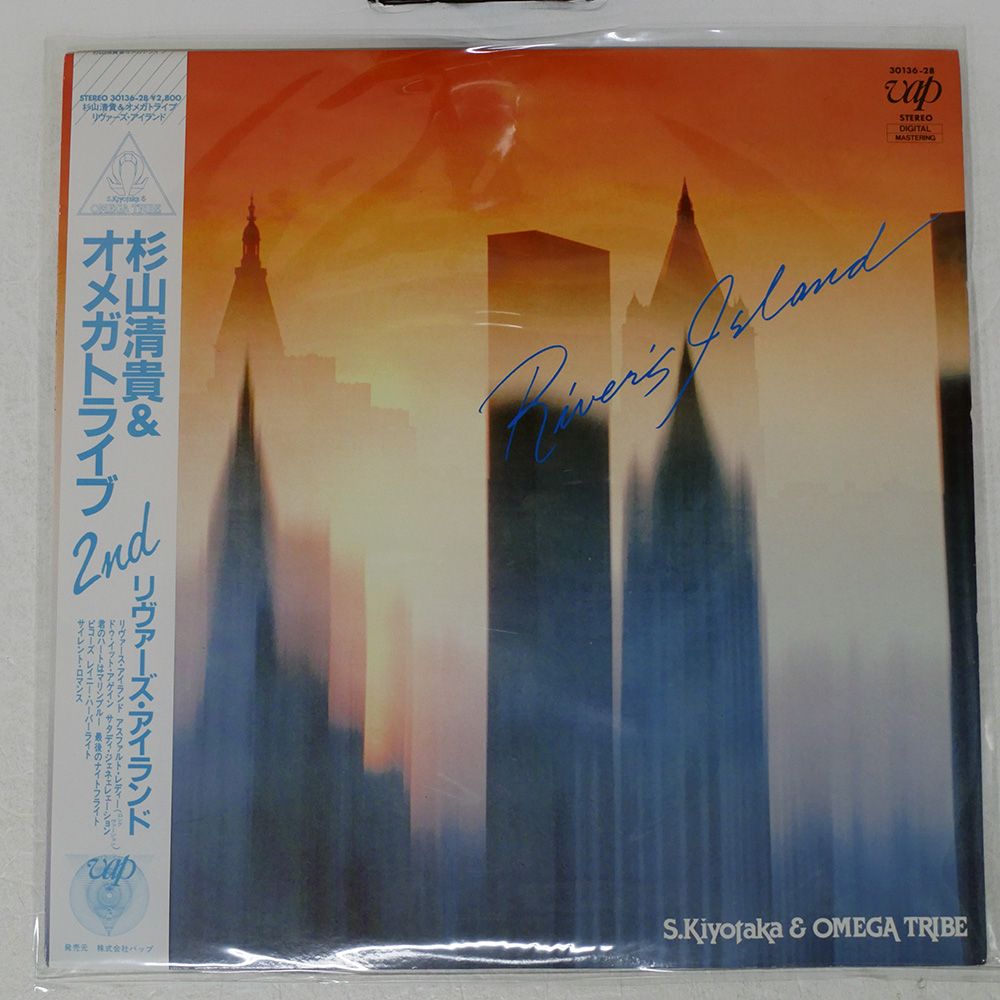 STEREO 30136-28 ¥2,800
杉山清貴&オメガトライブ
リヴァーズ・アイランド
S.Kiyotaka &
OMEGA TRIBE
杉山清貴&
オメガトライブ
2nd
リヴァーズ・アイランド
リヴァース・アイランド アスファルト・レディー
ドゥ・イット・アゲイン サタデイ・ジェネレーション
君のハートはマリンブルー 最後のナイトフライト
ビコーズ レイニー・ハーバーライト
サイレント・ロマンス
vap
発売元 株式会社バップ
30136-28
vap
STEREO
DIGITAL
MASTERING
River's Island
S.Kiyotaka & OMEGA TRIBE